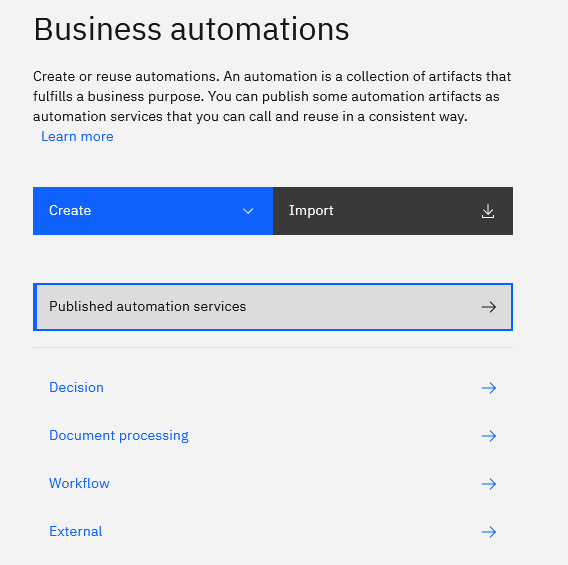 Business automations
Create or reuse automations. An automation is a collection of artifacts that
fulfills a business purpose. You can publish some automation artifacts as
automation services that you can call and reuse in a consistent way.
Learn more
Create
Import
Published automation services
Decision
Document processing
Workflow
External